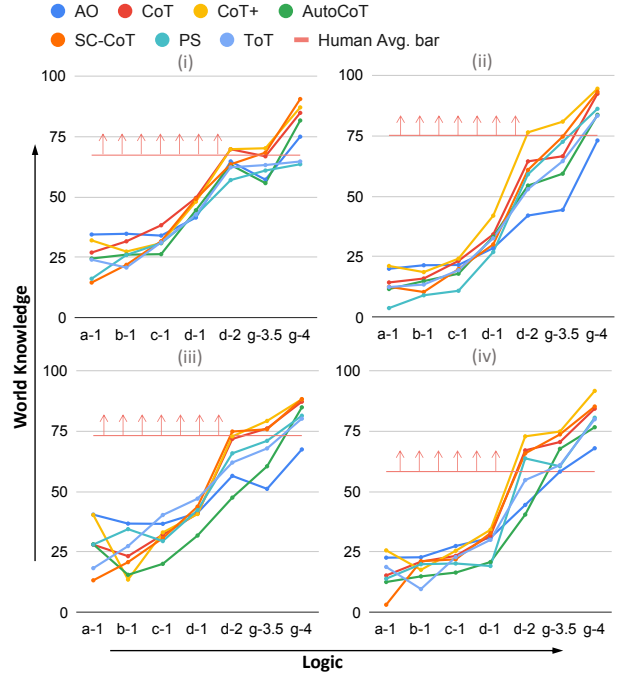 AO CoT CoT+ AutoCoT
SC-CoT PS ToT Human Avg. bar
(i) (ii)
100 100
75 75
50 50
25 25
0 0
a-1 b-1 c-1 d-1 d-2 g-3.5 g-4 a-1 b-1 c-1 d-1 d-2 g-3.5 g-4
(iii) (iv)
100 100
75 75
50 50
25 25
0 0
a-1 b-1 c-1 d-1 d-2 g-3.5 g-4 a-1 b-1 c-1 d-1 d-2 g-3.5 g-4
World Knowledge
Logic